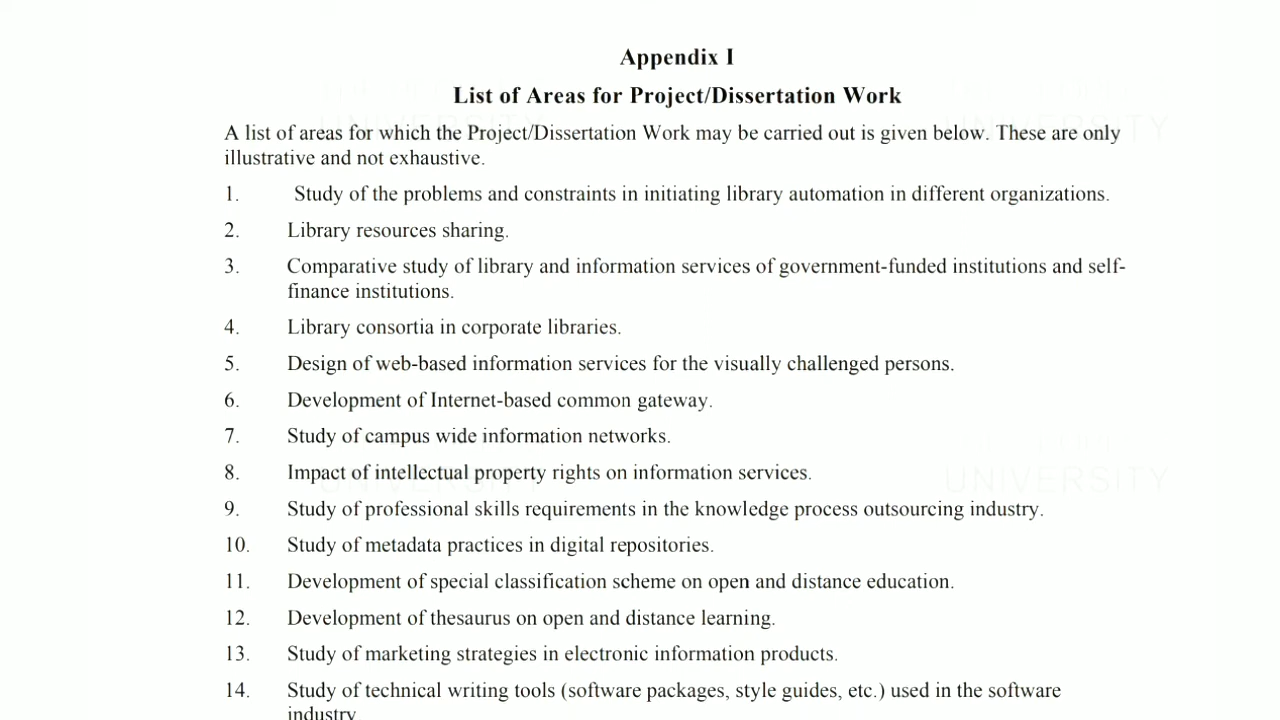 Appendix I
List of Areas for Project/Dissertation Work
A list of areas for which the Project/Dissertation Work may be carried out is given below. These are only
illustrative and not exhaustive.
1. Study of the problems and constraints in initiating library automation in different organizations.
2. Library resources sharing.
3. Comparative study of library and information services of government-funded institutions and self-
finance institutions.
4. Library consortia in corporate libraries.
5. Design of web-based information services for the visually challenged persons.
6. Development of Internet-based common gateway.
7. Study of campus wide information networks.
8. Impact of intellectual property rights on information services.
UNIVERSITY
9. Study of professional skills requirements in the knowledge process outsourcing industry.
10. Study of metadata practices in digital repositories.
11. Development of special classification scheme on open and distance education.
12. Development of thesaurus on open and distance learning.
13. Study of marketing strategies in electronic information products.
14. Study of technical writing tools (software packages, style guides, etc.) used in the software
industry